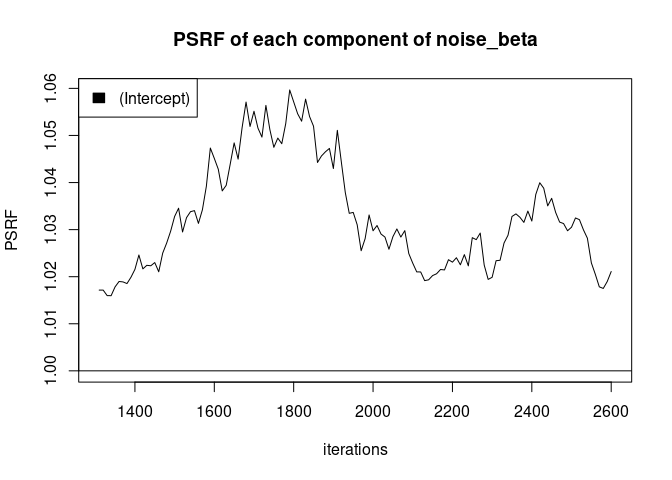 PSRF of each component of noise_beta
(Intercept)
PSRF
1.06
1.05
1.04
1.03
1.02
1.01
1.00
1400 1600 1800 2000 2200 2400 2600
iterations